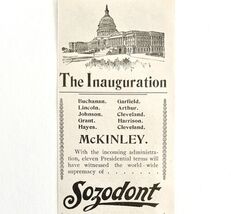 The Inauguration
Buchanan. Garfield.
Lincoln. Arthur.
Johnson. Cleveland.
Grant. Harrison.
Hayes. Cleveland.
McKINLEY.
With the incoming administra-
tion, eleven Presidential terms will
have witnessed the world-wide
supremacy of . . . . . . .
Sozodont